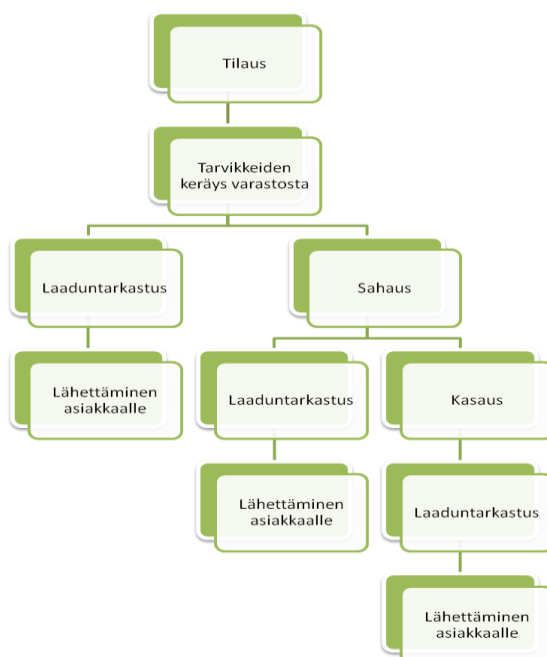 Tilaus
Tarvikkeiden
keräys varastosta
Laaduntarkastus
Sahaus
Lähettäminen
asiakkaalle
Laaduntarkastus
Kasaus
Lähettäminen
asiakkaalle
Laaduntarkastus
Lähettäminen
asiakkaalle